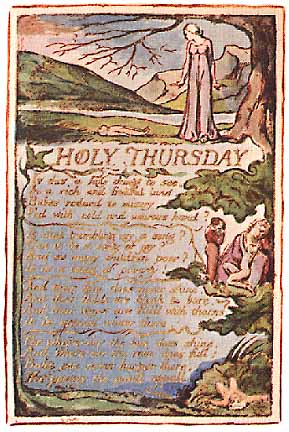 HOLY THURSDAY
Is this a holy thing to see,
In a rich and fruitful land,
Babes reducd to misery,
Fed with cold and usurous hand?
Is that trembling cry a song?
Can it be a song of joy?
And so many children poor?
It is a land of poverty!
And their sun does never shine.
And their fields are bleak & bare.
And their ways are fill'd with thorns
It is eternal winter there.
For where-e'er the sun does shine,
And where-e'er the rain does fall:
Babe can never hunger there,
Nor poverty the mind appall.